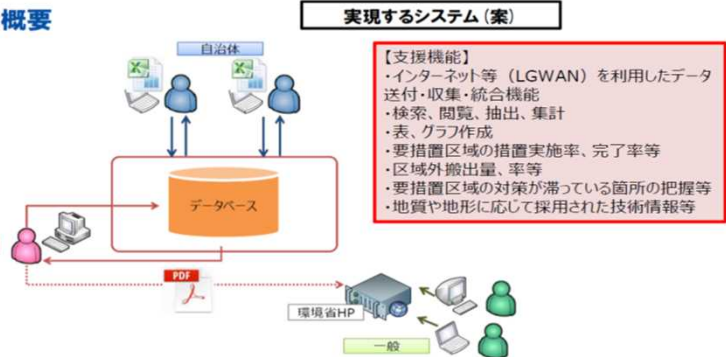 概要
実現するシステム（案）
自治体
【支援機能】
・インターネット等（LGWAN）を利用したデータ
送付・収集・統合機能
・検索、閲覧、抽出、集計
・表、グラフ作成
・要措置区域の措置実施率、完了率等
・区域外搬出量、率等
・要措置区域の対策が滞っている箇所の把握等
・地質や地形に応じて採用された技術情報等
データベース
PDF
環境省HP
一般